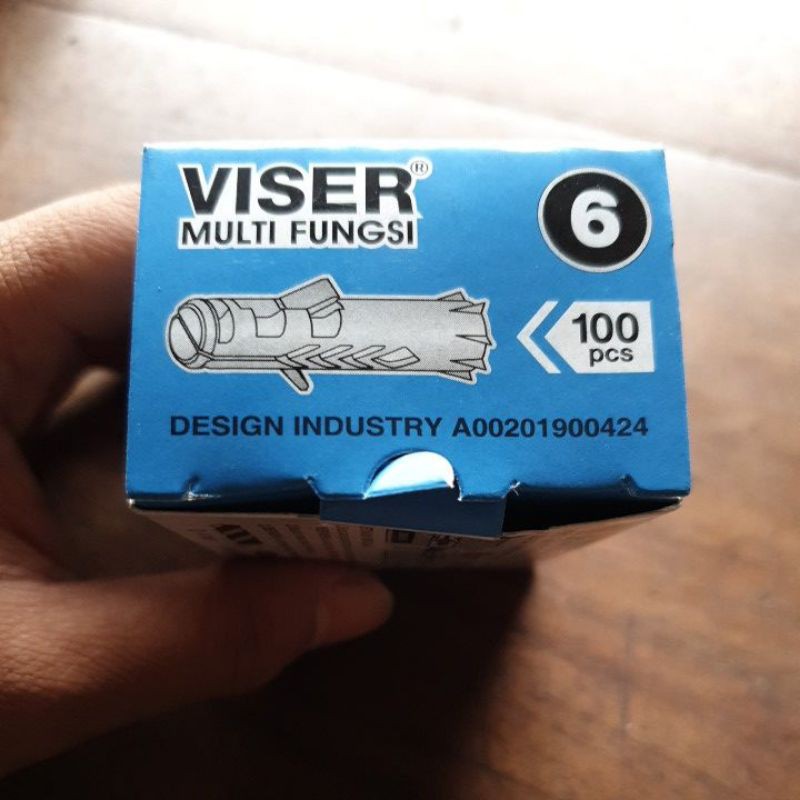 VISER®
MULTI FUNGSI
6
100
pcs
DESIGN INDUSTRY A00201900424